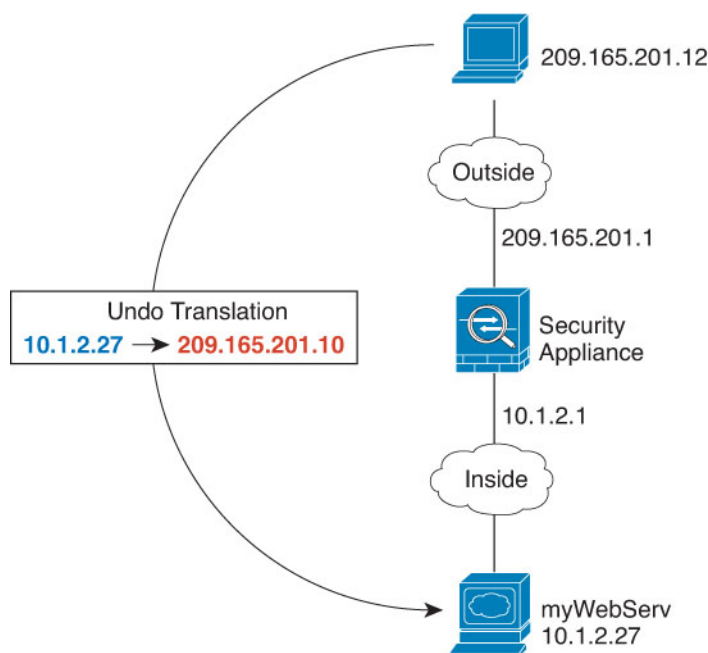 209.165.201.12
Outside
209.165.201.1
Undo Translation
10.1.2.27 → 209.165.201.10
Security
Appliance
10.1.2.1
Inside
myWebServ
10.1.2.27